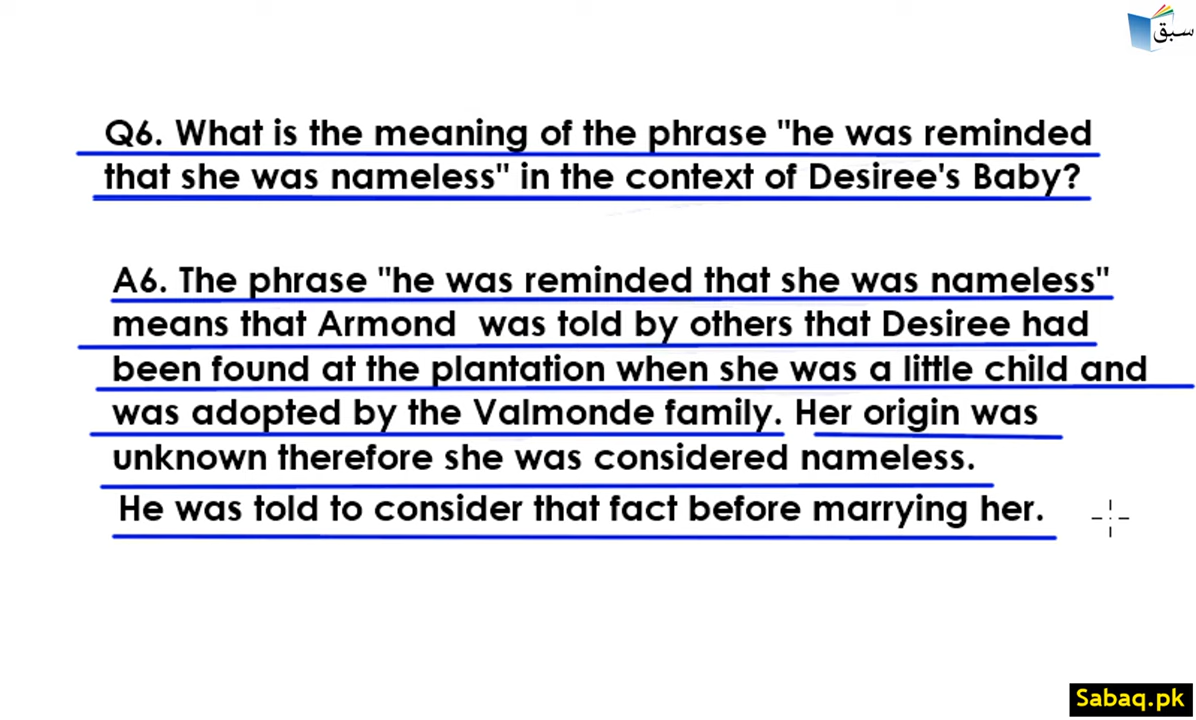 سبق
Q6. What is the meaning of the phrase "he was reminded
that she was nameless" in the context of Desiree's Baby?
A6. The phrase "he was reminded that she was nameless"
means that Armond  was told by others that Desiree had
been found at the plantation when she was a little child and
was adopted by the Valmonde family. Her origin was
unknown therefore she was considered nameless.
He was told to consider that fact before marrying her.
Sabaq.pk